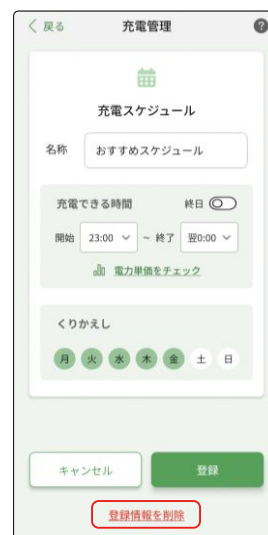 戻る 充電管理 ?
充電スケジュール
名称 おすすめスケジュール
充電できる時間 終日
開始 23:00 ~ 終了 翌0:00
電力単価をチェック
くりかえし
月 火 水 木 金 土 日
キャンセル 登録
登録情報を削除